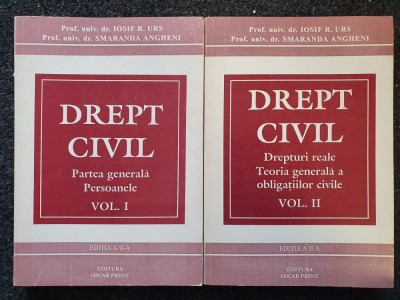 Prof. univ. dr. IOSIF R. URS
Prof. univ. dr. SMARANDA ANGHENI
DREPT
CIVIL
Partea generală
Persoanele
VOL. I
EDIȚIA A II-A
EDITURA
OSCAR PRINT
Prof. univ. dr. IOSIF R. URS
Prof. univ. dr. SMARANDA ANGHENI
DREPT
CIVIL
Drepturi reale
Teoria generală a
obligațiilor civile
VOL. II
EDIȚIA A II-A
EDITURA
OSCAR PRINT